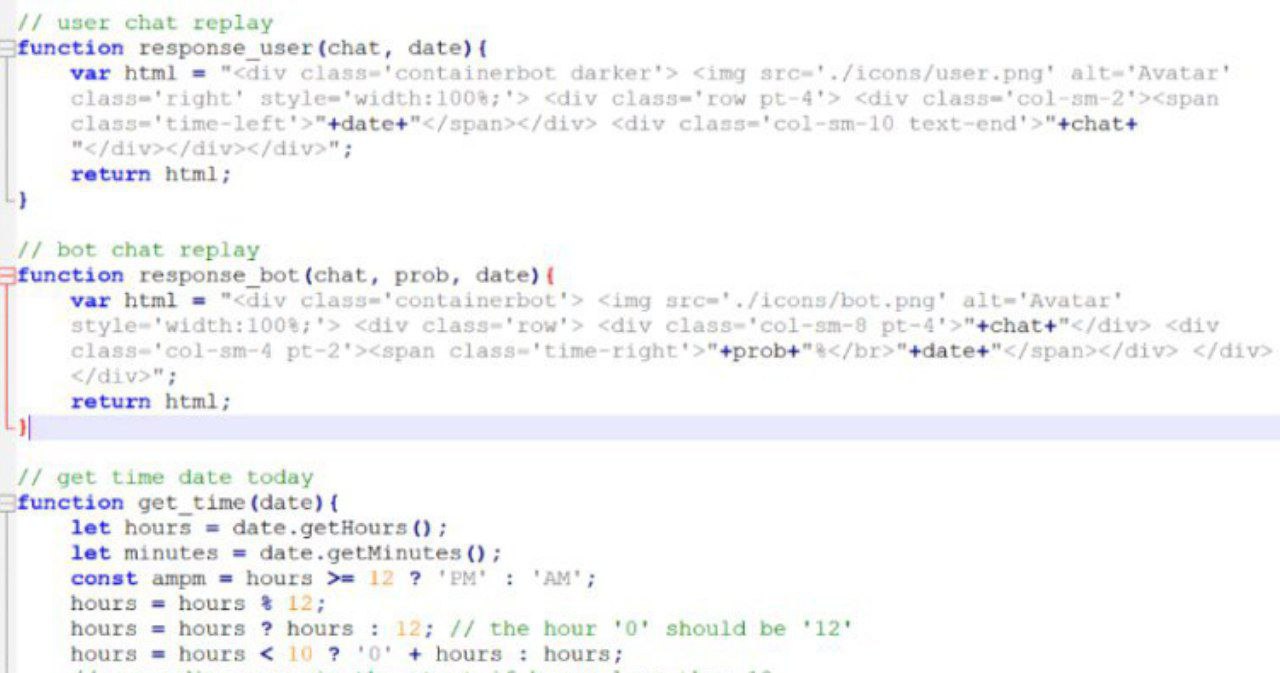 // user chat replay
function response_user(chat, date){
var html = "<div class='containerbot darker'> <img src='./icons/user.png' alt='Avatar'
class='right' style='width:100%;'> <div class='row pt-4'> <div class='col-sm-2'><span
class='time-left'>"+date+"</span></div> <div class='col-sm-10 text-end'>"+chat+
"</div></div></div>";
return html;
}
// bot chat replay
function response_bot(chat, prob, date){
var html = "<div class='containerbot'> <img src='./icons/bot.png' alt='Avatar'
style='width:100%;'> <div class='row'> <div class='col-sm-8 pt-4'>"+chat+"</div> <div
class='col-sm-4 pt-2'><span class='time-right'>"+prob+"%</br>"+date+"</span></div> </div>
</div>";
return html;
}
// get time date today
function get_time(date){
let hours = date.getHours();
let minutes = date.getMinutes();
const ampm = hours >= 12 ? 'PM' : 'AM';
hours = hours % 12;
hours = hours ? hours : 12; // the hour '0' should be '12'
hours = hours < 10 ? '0' + hours : hours;